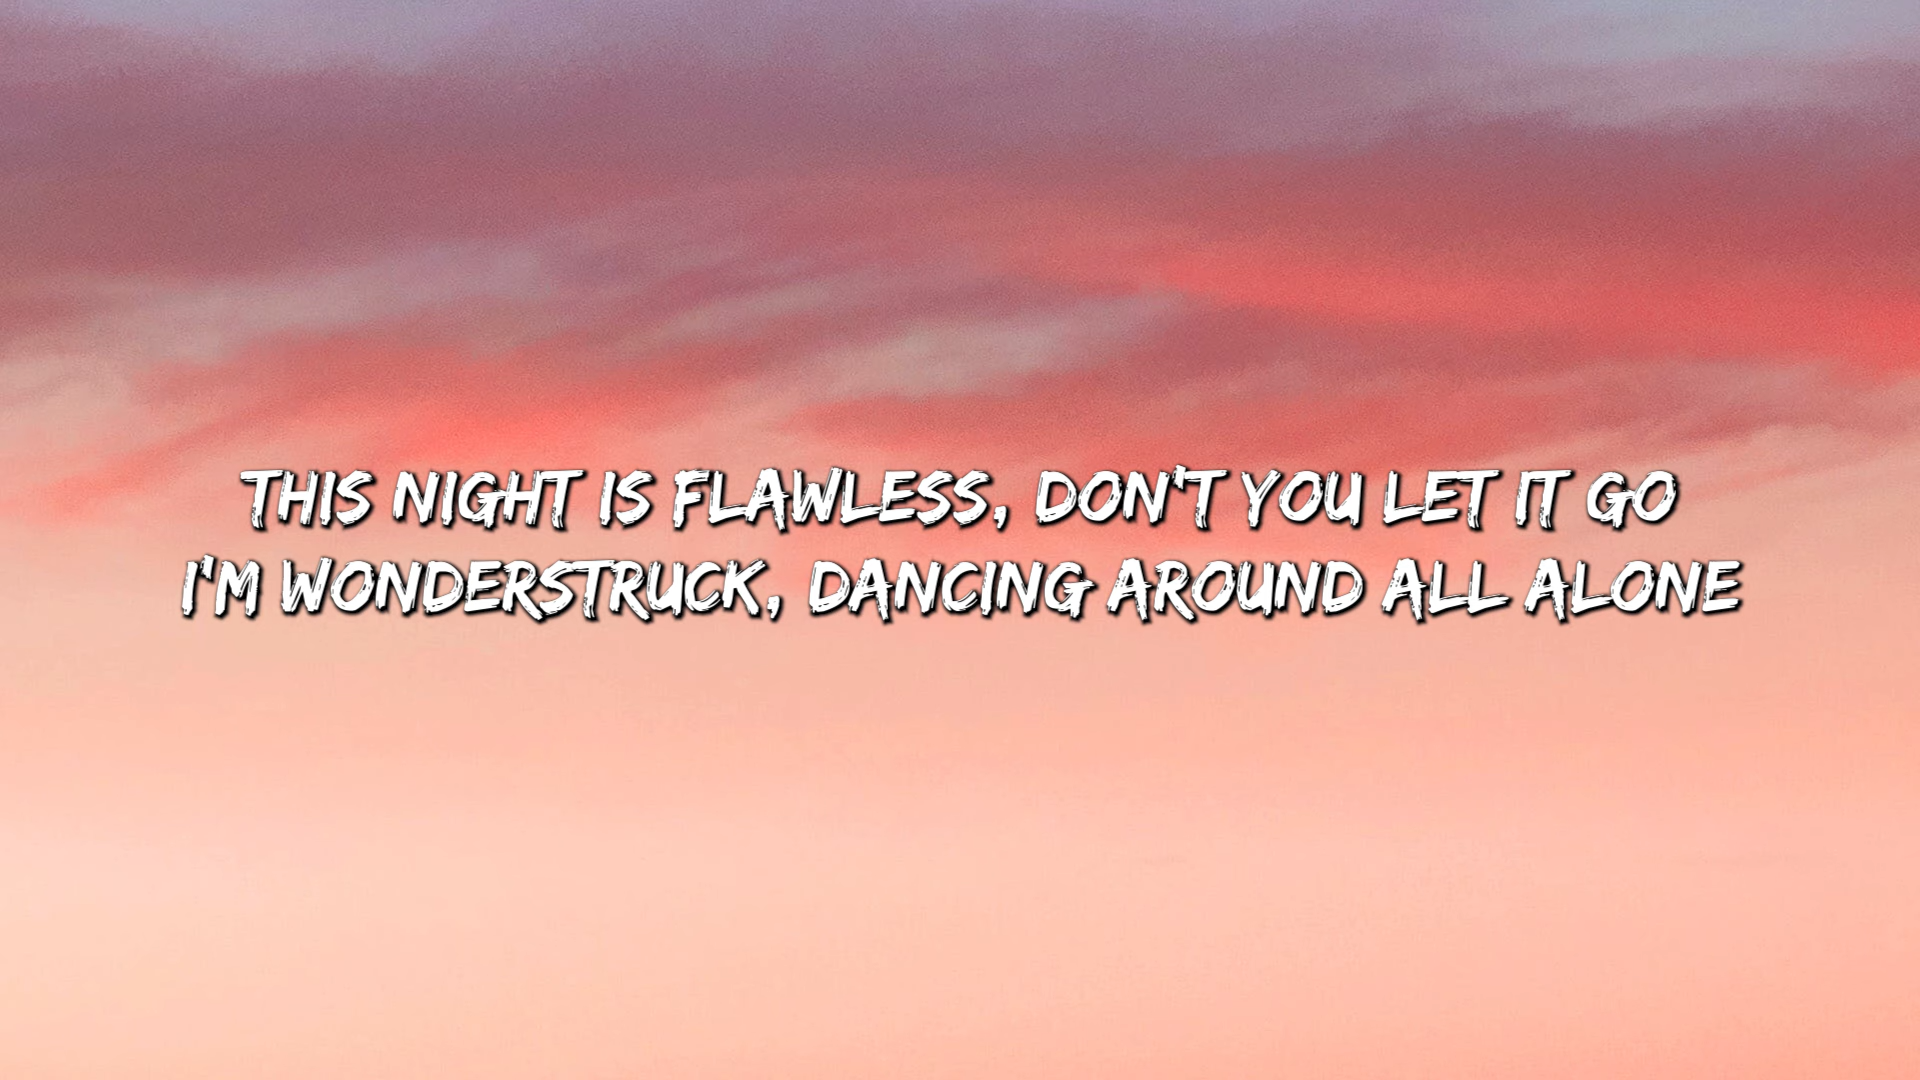 THIS NIGHT IS FLAWLESS, DON'T YOU LET IT GO
I'M WONDERSTRUCK, DANCING AROUND ALL ALONE